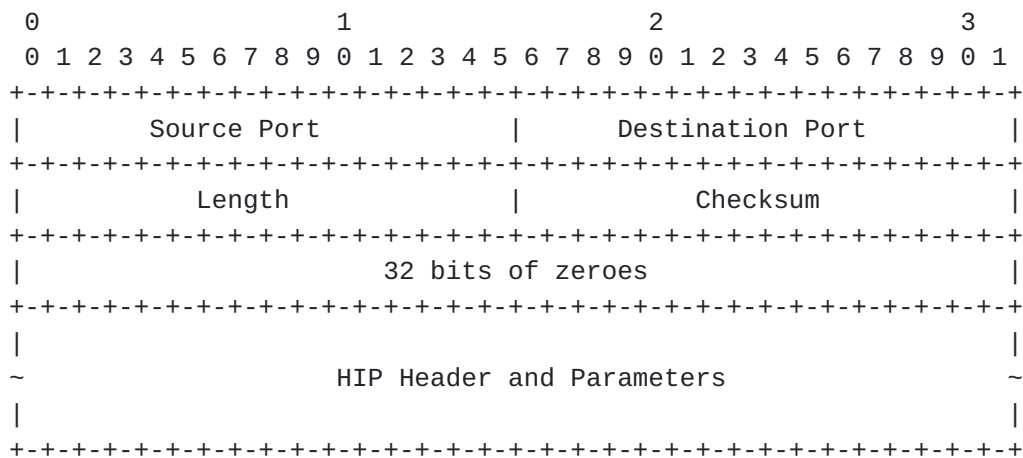 0                   1                   2                   3
 0 1 2 3 4 5 6 7 8 9 0 1 2 3 4 5 6 7 8 9 0 1 2 3 4 5 6 7 8 9 0 1
+-+-+-+-+-+-+-+-+-+-+-+-+-+-+-+-+-+-+-+-+-+-+-+-+-+-+-+-+-+-+-+-+
|        Source Port            |      Destination Port         |
+-+-+-+-+-+-+-+-+-+-+-+-+-+-+-+-+-+-+-+-+-+-+-+-+-+-+-+-+-+-+-+-+
|           Length              |           Checksum            |
+-+-+-+-+-+-+-+-+-+-+-+-+-+-+-+-+-+-+-+-+-+-+-+-+-+-+-+-+-+-+-+-+
|                       32 bits of zeroes                       |
+-+-+-+-+-+-+-+-+-+-+-+-+-+-+-+-+-+-+-+-+-+-+-+-+-+-+-+-+-+-+-+-+
|                                                               |
~                    HIP Header and Parameters                  ~
|                                                               |
+-+-+-+-+-+-+-+-+-+-+-+-+-+-+-+-+-+-+-+-+-+-+-+-+-+-+-+-+-+-+-+-+